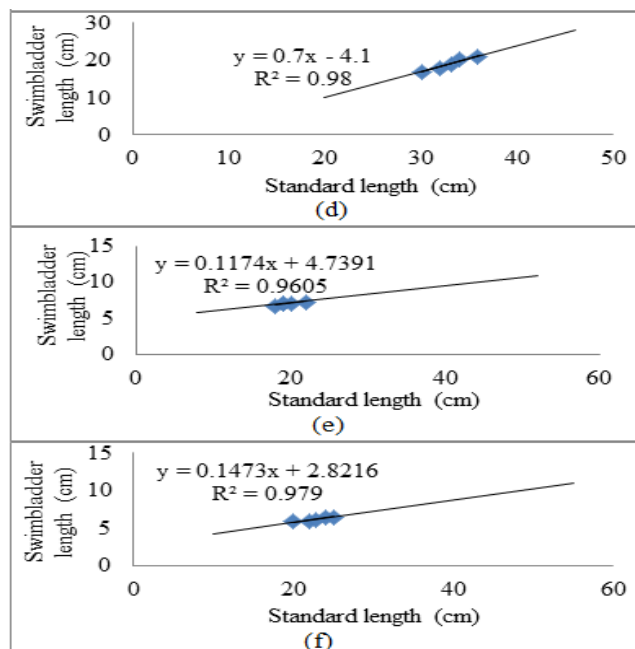 30
20
10
0
Swimbladder
length (cm)
y = 0.7x - 4.1
R² = 0.98
0 10 20 30 40 50
Standard length (cm)
(d)
15
10
5
0
Swimbladder
length (cm)
y = 0.1174x + 4.7391
R² = 0.9605
0 20 40 60
Standard length (cm)
(e)
15
10
5
0
Swimbladder
length (cm)
y = 0.1473x + 2.8216
R² = 0.979
0 20 40 60
Standard length (cm)
(f)